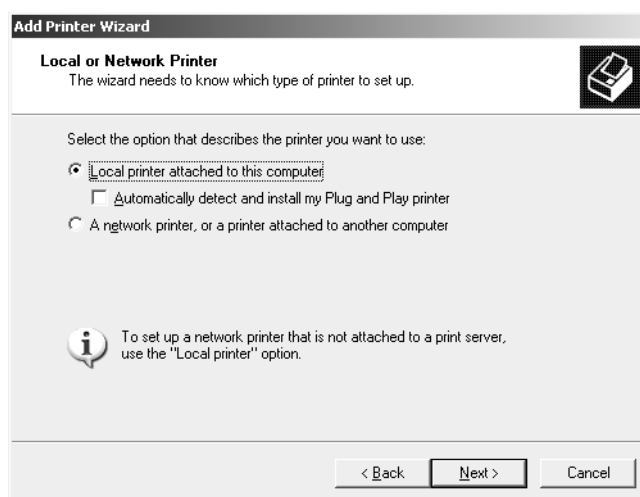 Add Printer Wizard
Local or Network Printer
The wizard needs to know which type of printer to set up.
Select the option that describes the printer you want to use:
Local printer attached to this computer
Automatically detect and install my Plug and Play printer
A network printer, or a printer attached to another computer
To set up a network printer that is not attached to a print server,
use the "Local printer" option.
< Back
Next >
Cancel